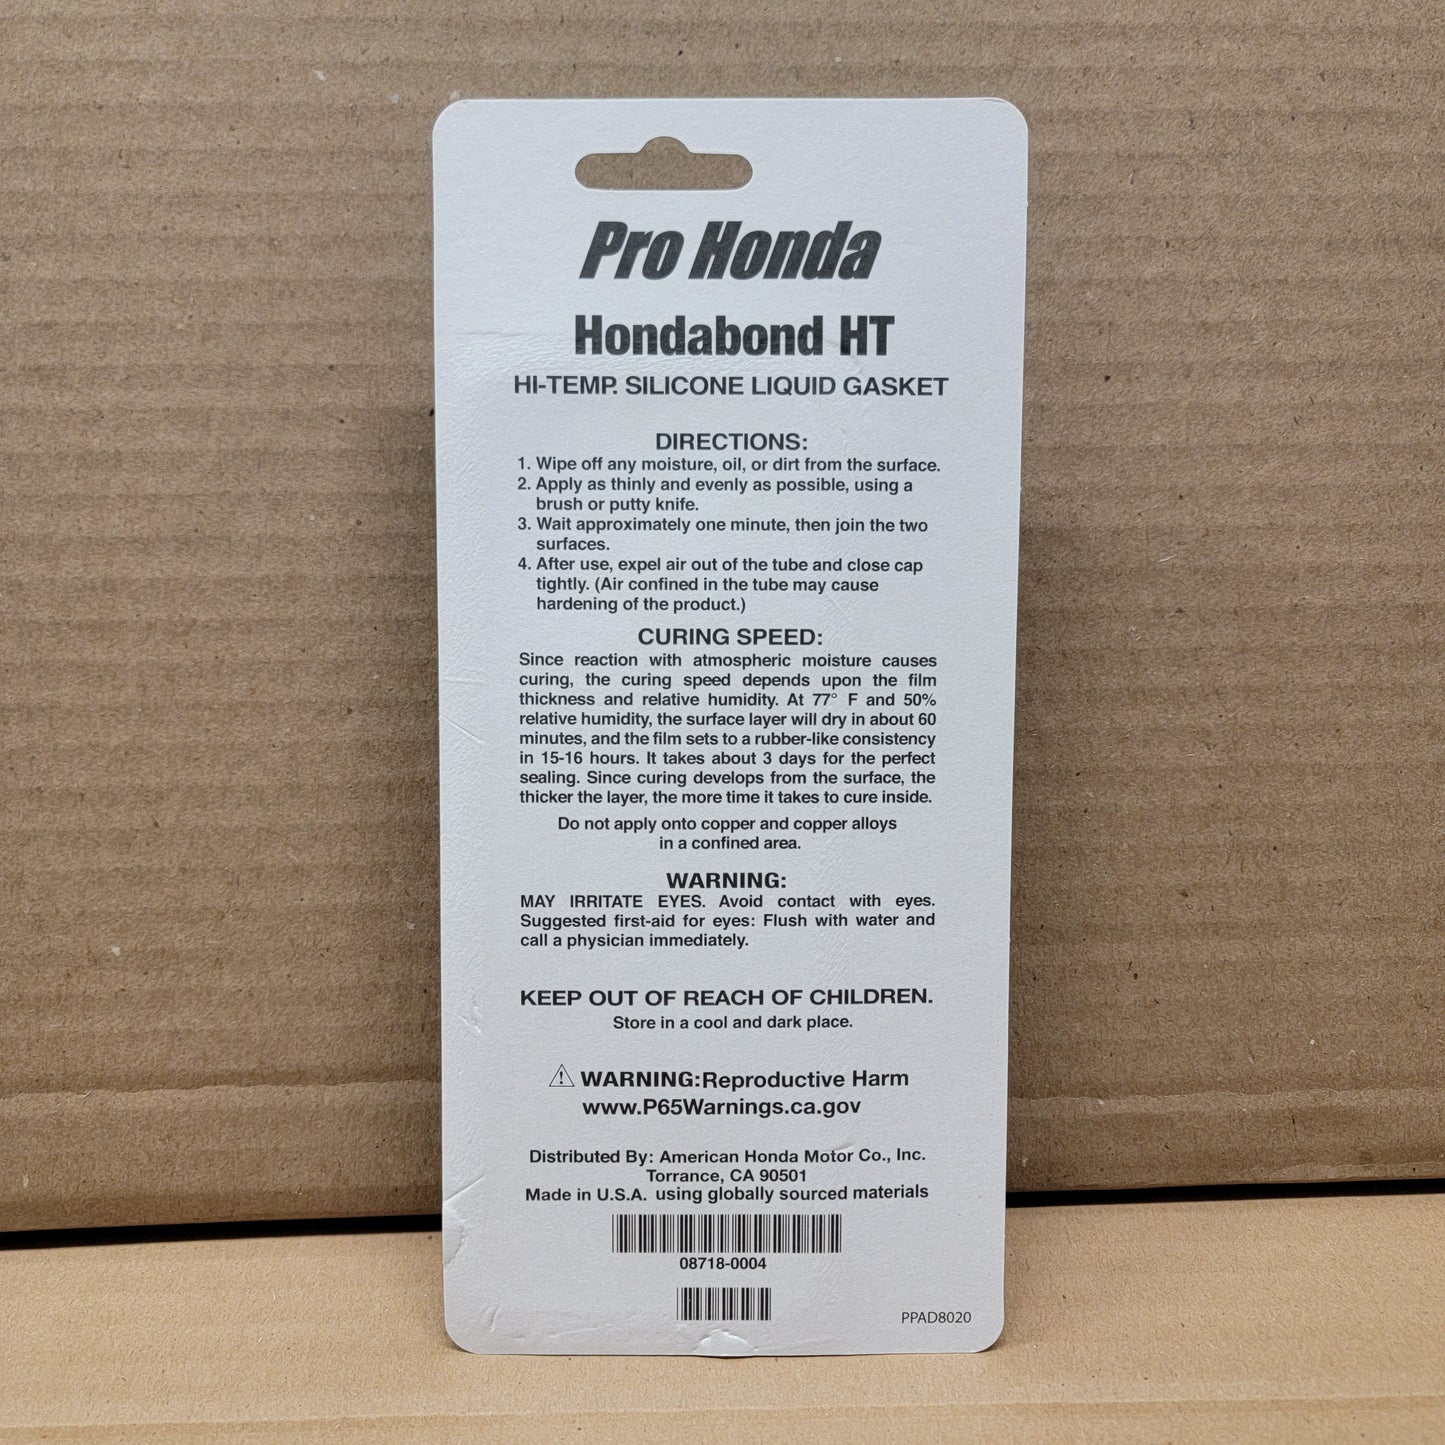 Pro Honda
Hondabond HT
HI-TEMP. SILICONE LIQUID GASKET
DIRECTIONS:
1. Wipe off any moisture, oil, or dirt from the surface.
2. Apply as thinly and evenly as possible, using a
brush or putty knife.
3. Wait approximately one minute, then join the two
surfaces.
4. After use, expel air out of the tube and close cap
tightly. (Air confined in the tube may cause
hardening of the product.)
CURING SPEED:
Since reaction with atmospheric moisture causes
curing, the curing speed depends upon the film
thickness and relative humidity. At 77° F and 50%
relative humidity, the surface layer will dry in about 60
minutes, and the film sets to a rubber-like consistency
in 15-16 hours. It takes about 3 days for the perfect
sealing. Since curing develops from the surface, the
thicker the layer, the more time it takes to cure inside.
Do not apply onto copper and copper alloys
in a confined area.
WARNING:
MAY IRRITATE EYES. Avoid contact with eyes.
Suggested first-aid for eyes: Flush with water and
call a physician immediately.
KEEP OUT OF REACH OF CHILDREN.
Store in a cool and dark place.
WARNING:Reproductive Harm
www.P65Warnings.ca.gov
Distributed By: American Honda Motor Co., Inc.
Torrance, CA 90501
Made in U.S.A. using globally sourced materials
08718-0004
PPAD8020